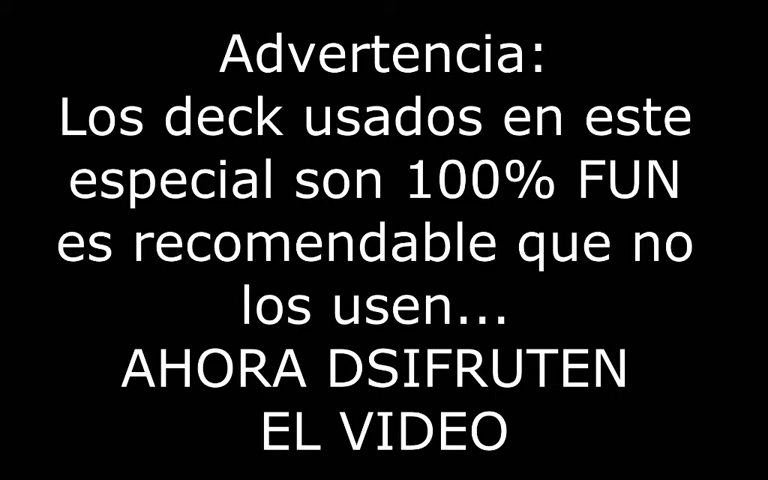 Advertencia:
Los deck usados en este
especial son 100% FUN
es recomendable que no
los usen...
AHORA DSIFRUTEN
EL VIDEO